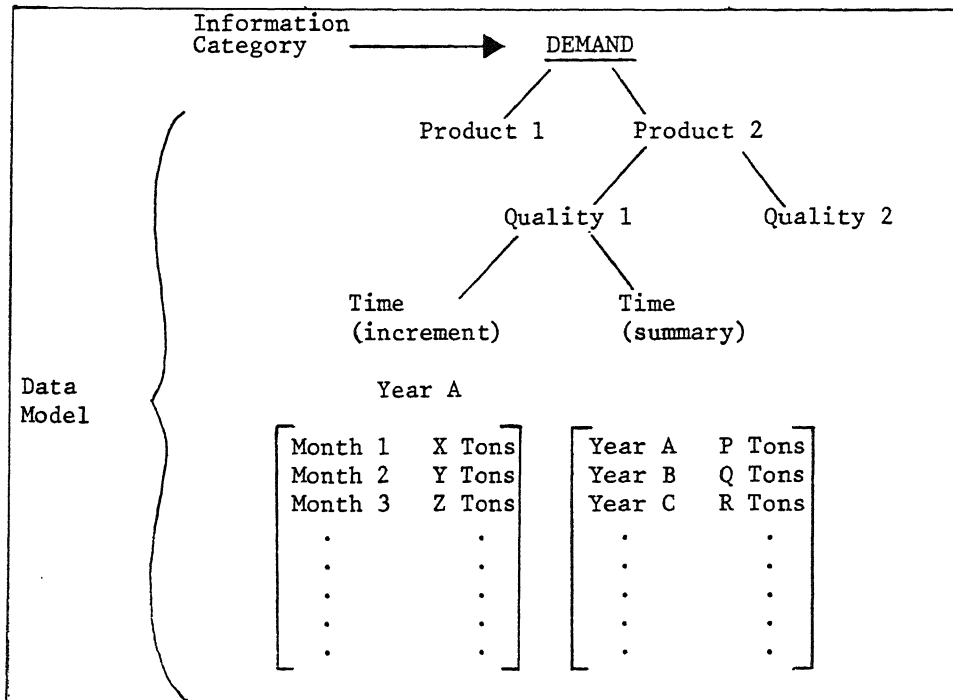 Information
Category
DEMAND
Product 1 Product 2
Quality 1 Quality 2
Time Time
(increment) (summary)
Data
Model
Year A
Month 1 X Tons Year A P Tons
Month 2 Y Tons Year B Q Tons
Month 3 Z Tons Year C R Tons
. . . .
. . . .
. . . .
. . . .
. . . .